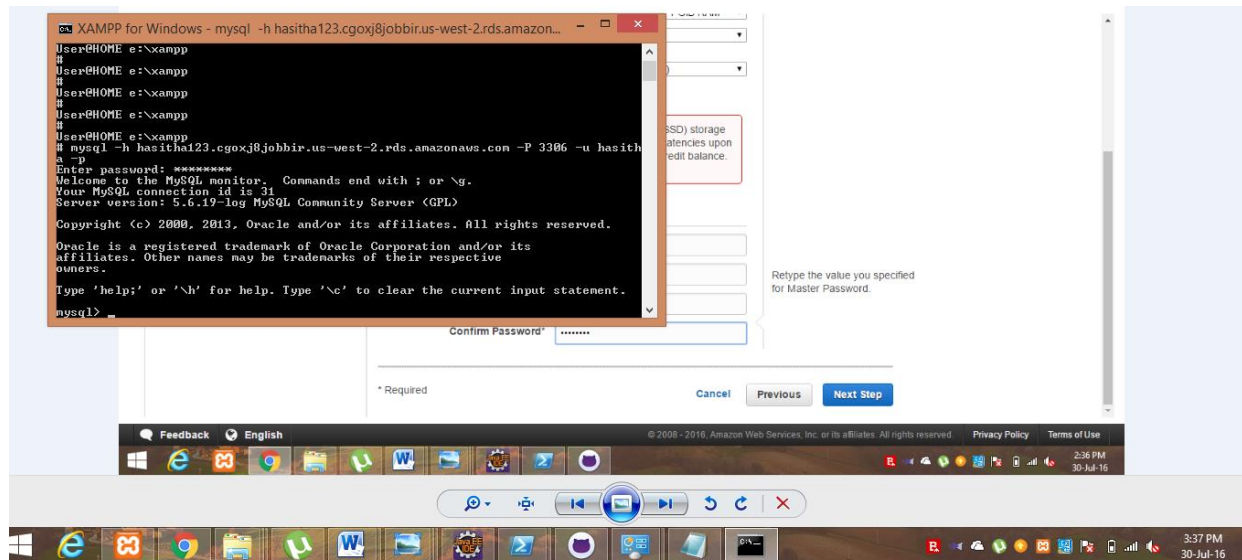 XAMPP for Windows - mysql -h hasitha123.cgoxj8jobbir.us-west-2.rds.amazon...
User@HOME e:\xampp
#
User@HOME e:\xampp
#
User@HOME e:\xampp
#
User@HOME e:\xampp
#
User@HOME e:\xampp
# mysql -h hasitha123.cgoxj8jobbir.us-west-2.rds.amazonaws.com -P 3306 -u hasith
a -p
Enter password: ********
Welcome to the MySQL monitor.  Commands end with ; or \g.
Your MySQL connection id is 31
Server version: 5.6.19-log MySQL Community Server (GPL)
Copyright (c) 2000, 2013, Oracle and/or its affiliates. All rights reserved.
Oracle is a registered trademark of Oracle Corporation and/or its
affiliates. Other names may be trademarks of their respective
owners.
Type 'help;' or '\h' for help. Type '\c' to clear the current input statement.
mysql> _
SSD) storage
atencies upon
redit balance.
Retype the value you specified
for Master Password.
Confirm Password* ........
* Required
Cancel
Previous
Next Step
Feedback
English
© 2008 - 2016, Amazon Web Services, Inc. or its affiliates. All rights reserved.
Privacy Policy
Terms of Use
2:36 PM
30-Jul-16
3:37 PM
30-Jul-16